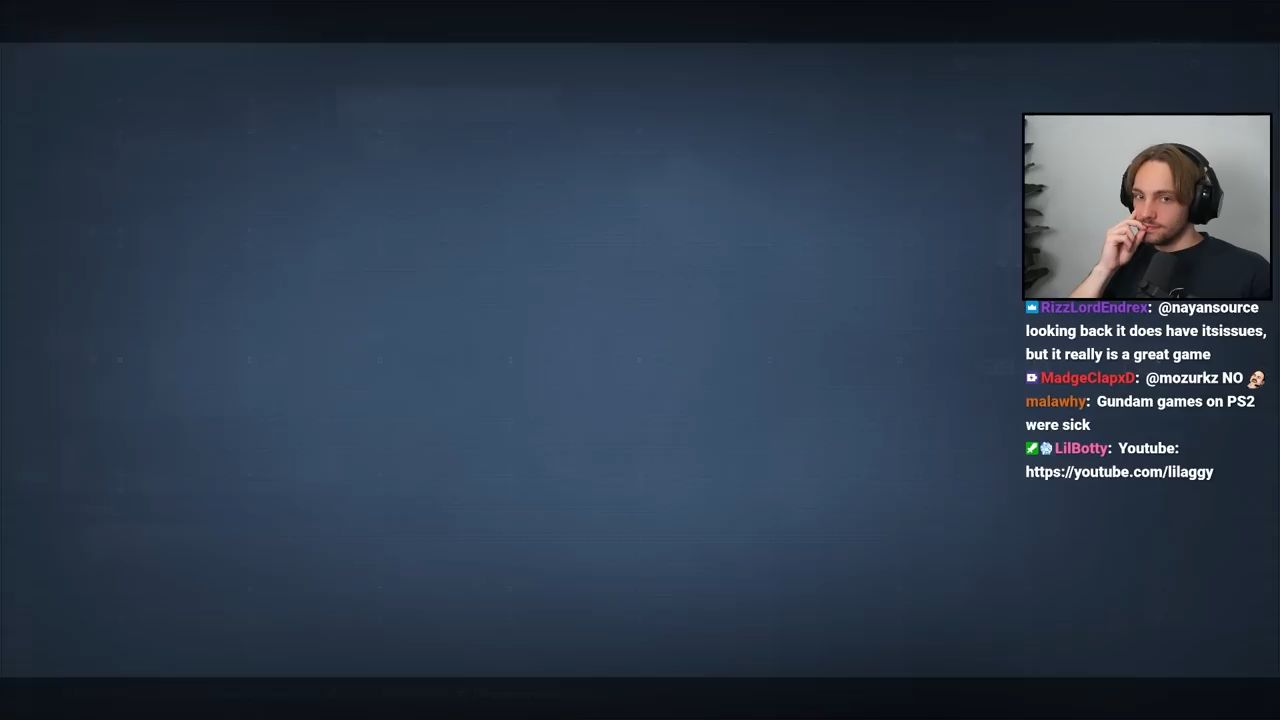 RizzLordEndrex: @nayansource
looking back it does have itsissues,
but it really is a great game
MadgeClapxD: @mozurkz NO
malawhy: Gundam games on PS2
were sick
LilBotty: Youtube:
https://youtube.com/lilaggy